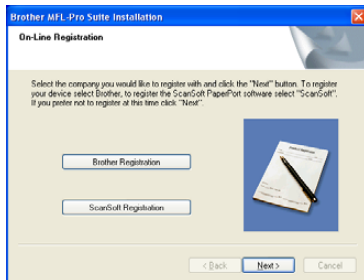 Brother MFL-Pro Suite Installation
On-Line Registration
Select the company you would like to register with and click the "Next" button. To register
your device select Brother, to register the ScanSoft PaperPort software select "ScanSoft".
If you prefer not to register at this time click "Next".
Brother Registration
ScanSoft Registration
< Back
Next >
Cancel